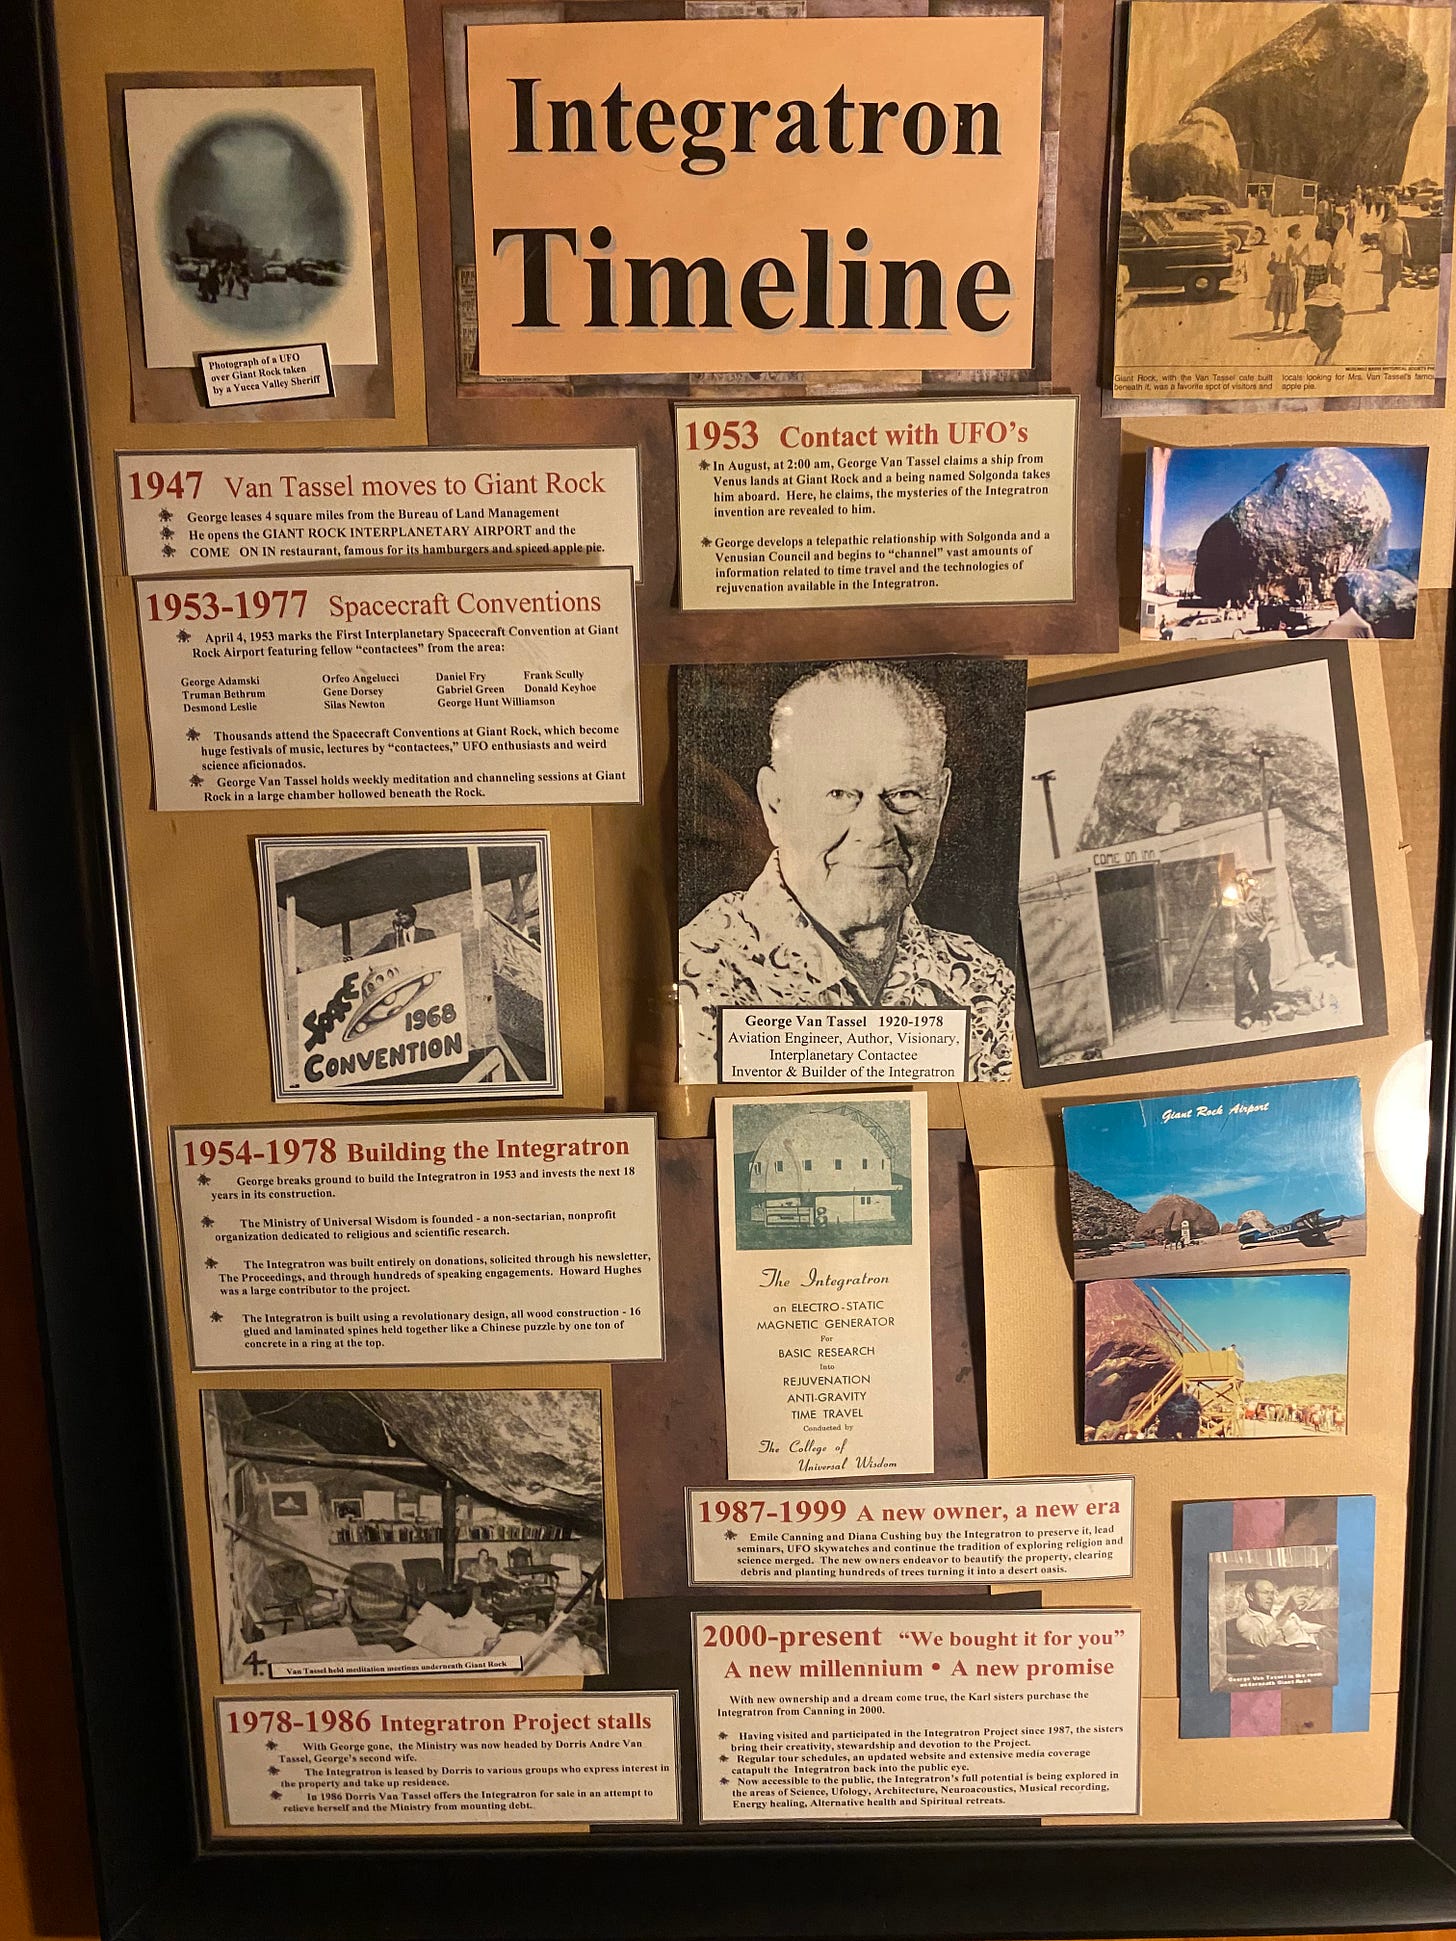 Integratron
Timeline
Photograph of a UFO
over Giant Rock taken
by a Yucca Valley Sheriff
Giant Rock, with the Van Tassel cafe built
beneath it, was a favorite spot of visitors and
locals looking for Mrs. Van Tassel's
apple pie.
1947 Van Tassel moves to Giant Rock
George leases 4 square miles from the Bureau of Land Management
He opens the GIANT ROCK INTERPLANETARY AIRPORT and the
COME ON IN restaurant, famous for its hamburgers and spiced apple pie.
1953 Contact with UFO's
In August, at 2:00 am, George Van Tassel claims a ship from
Venus lands at Giant Rock and a being named Solgonda takes
him aboard. Here, he claims, the mysteries of the Integratron
invention are revealed to him.
George develops a telepathic relationship with Solgonda and a
Venusian Council and begins to "channel" vast amounts of
information related to time travel and the technologies of
rejuvenation available in the Integratron.
1953-1977 Spacecraft Conventions
April 4, 1953 marks the First Interplanetary Spacecraft Convention at Giant
Rock Airport featuring fellow "contactees" from the area:
George Adamski Orfeo Angelucci Daniel Fry Frank Scully
Truman Bethrum Gene Dorsey Gabriel Green Donald Keyhoe
Desmond Leslie Silas Newton George Hunt Williamson
Thousands attend the Spacecraft Conventions at Giant Rock, which become
huge festivals of music, lectures by "contactees," UFO enthusiasts and weird
science aficionados.
George Van Tassel holds weekly meditation and channeling sessions at Giant
Rock in a large chamber hollowed beneath the Rock.
SPACE
1968
CONVENTION
George Van Tassel 1920-1978
Aviation Engineer, Author, Visionary,
Interplanetary Contactee
Inventor & Builder of the Integratron
COME ON INN
Giant Rock Airport
1954-1978 Building the Integratron
George breaks ground to build the Integratron in 1953 and invests the next 18
years in its construction.
The Ministry of Universal Wisdom is founded - a non-sectarian, nonprofit
organization dedicated to religious and scientific research.
The Integratron was built entirely on donations, solicited through his newsletter,
The Proceedings, and through hundreds of speaking engagements. Howard Hughes
was a large contributor to the project.
The Integratron is built using a revolutionary design, all wood construction - 16
glued and laminated spines held together like a Chinese puzzle by one ton of
concrete in a ring at the top.
The Integratron
an ELECTRO-STATIC
MAGNETIC GENERATOR
For
BASIC RESEARCH
Into
REJUVENATION
ANTI-GRAVITY
TIME TRAVEL
Conducted by
The College of
Universal Wisdom
4.
Van Tassel held meditation meetings underneath Giant Rock
1978-1986 Integratron Project stalls
With George gone, the Ministry was now headed by Dorris Andre Van
Tassel, George's second wife.
The Integratron is leased by Dorris to various groups who express interest in
the property and take up residence.
In 1986 Dorris Van Tassel offers the Integratron for sale in an attempt to
relieve herself and the Ministry from mounting debt.
1987-1999 A new owner, a new era
Emile Canning and Diana Cushing buy the Integratron to preserve it, lead
seminars, UFO skywatches and continue the tradition of exploring religion and
science merged. The new owners endeavor to beautify the property, clearing
debris and planting hundreds of trees turning it into a desert oasis.
2000-present "We bought it for you"
A new millennium • A new promise
With new ownership and a dream come true, the Karl sisters purchase the
Integratron from Canning in 2000.
Having visited and participated in the Integratron Project since 1987, the sisters
bring their creativity, stewardship and devotion to the Project.
Regular tour schedules, an updated website and extensive media coverage
catapult the Integratron back into the public eye.
Now accessible to the public, the Integratron's full potential is being explored in
the areas of Science, Ufology, Architecture, Neuroacoustics, Musical recording,
Energy healing, Alternative health and Spiritual retreats.
George Van Tassel in the room
underneath Giant Rock